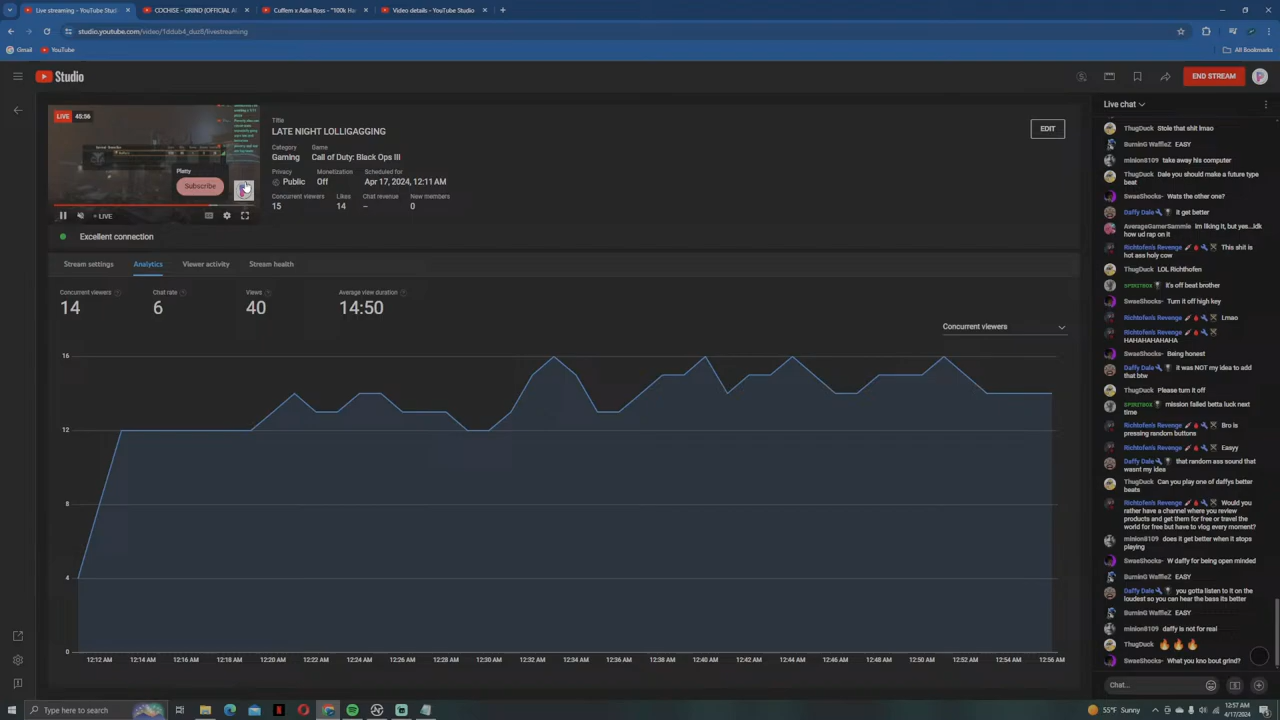 Live streaming - YouTube Studi
COCHISE - GRIND (OFFICIAL A
Cuffem x Adin Ross - "100k Ha
Video details - YouTube Studio
studio.youtube.com/video/1ddub4_duz8/livestreaming
Gmail
YouTube
All Bookmarks
Studio
END STREAM
LIVE 45:56
Platty
Subscribe
LIVE
Excellent connection
Title
LATE NIGHT LOLLIGAGGING
Category
Game
Gaming
Call of Duty: Black Ops III
Privacy
Monetization
Scheduled for
Public
Off
Apr 17, 2024, 12:11 AM
Concurrent viewers
Likes
Chat revenue
New members
15
14
–
0
EDIT
Stream settings
Analytics
Viewer activity
Stream health
Concurrent viewers
14
Chat rate
6
Views
40
Average view duration
14:50
Concurrent viewers
16
12
8
4
0
12:12 AM 12:14 AM 12:16 AM 12:18 AM 12:20 AM 12:22 AM 12:24 AM 12:26 AM 12:28 AM 12:30 AM 12:32 AM 12:34 AM 12:36 AM 12:38 AM 12:40 AM 12:42 AM 12:44 AM 12:46 AM 12:48 AM 12:50 AM 12:52 AM 12:54 AM 12:56 AM
Live chat
ThugDuck Stole that shit lmao
BurninG WaffleZ EASY
minion8109 take away his computer
ThugDuck Dale you should make a future type
beat
SwaeShocks- Wats the other one?
Daffy Dale it get better
AverageGamerSammie Im liking it, but yes...Idk
how ud rap on it
Richtofen's Revenge This shit is
hot ass holy cow
ThugDuck LOL Richthofen
SP1R1TBOX It's off beat brother
SwaeShocks- Turn it off high key
Richtofen's Revenge Lmao
Richtofen's Revenge
HAHAHAHAHAHA
SwaeShocks- Being honest
Daffy Dale it was NOT my idea to add
that btw
ThugDuck Please turn it off
SP1R1TBOX mission failed betta luck next
time
Richtofen's Revenge Bro is
pressing random buttons
Richtofen's Revenge Easyy
Daffy Dale that random ass sound that
wasnt my idea
ThugDuck Can you play one of daffys better
beats
Richtofen's Revenge Would you
rather have a channel where you review
products and get them for free or travel the
world for free but have to vlog every moment?
minion8109 does it get better when it stops
playing
SwaeShocks- W daffy for being open minded
BurninG WaffleZ EASY
Daffy Dale you gotta listen to it on the
loudest so you can hear the bass its better
BurninG WaffleZ EASY
minion8109 daffy is not for real
ThugDuck 🔥 🔥 🔥
SwaeShocks- What you kno bout grind?
Chat...
Type here to search
55°F Sunny
12:57 AM
4/17/2024